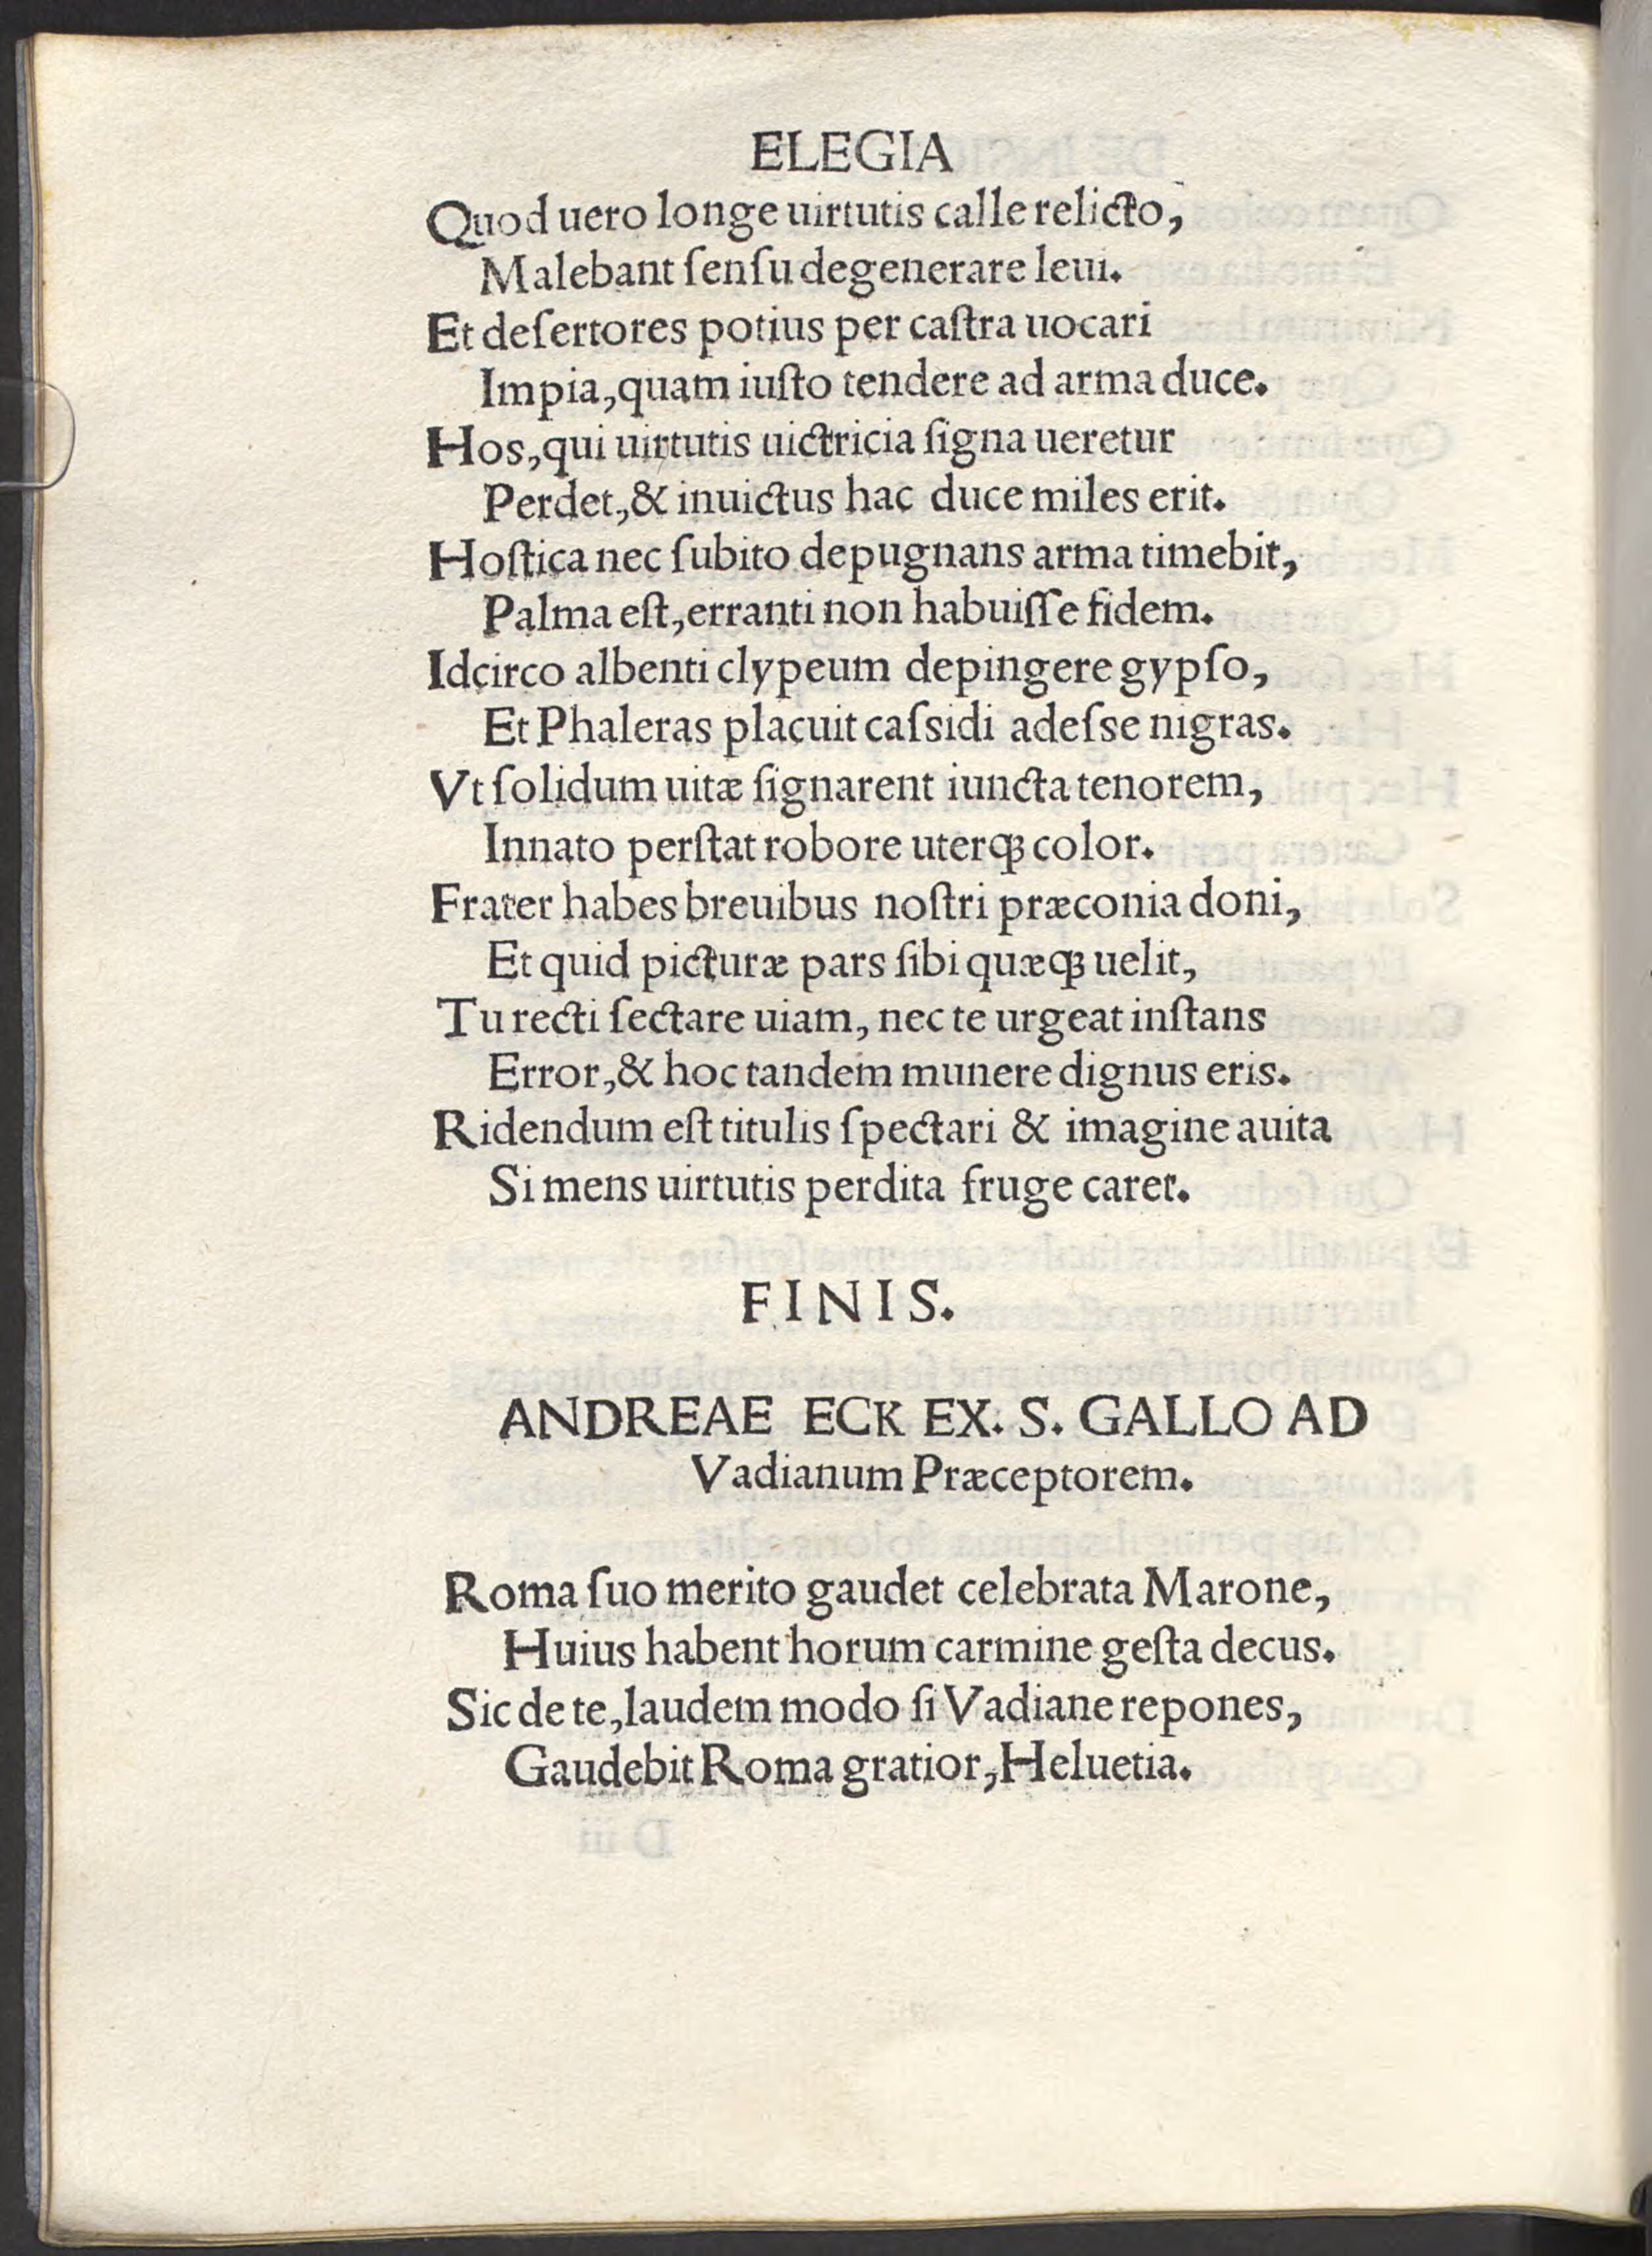 ELEGIA
Quod uero longe uirtutis calle relicto,
Malebant ſenſu degenerare leui.
Et deſertores potius per caſtra uocari
Impia, quam iuſto tendere ad arma duce.
Hos, qui uirtutis uictricia ſigna ueretur
Perdet, & inuictus hac duce miles erit.
Hoſtica nec ſubito depugnans arma timebit,
Palma eſt, erranti non habuiſſe fidem.
Idcirco albenti clypeum depingere gypſo,
Et Phaleras placuit caſsidi adeſse nigras.
Vt ſolidum uitæ ſignarent iuncta tenorem,
Innato perſtat robore uterqꝫ color.
Frater habes breuibus noſtri præconia doni,
Et quid picturæ pars ſibi quæqꝫ uelit,
Tu recti ſectare uiam, nec te urgeat inſtans
Error, & hoc tandem munere dignus eris.
Ridendum eſt titulis ſpectari & imagine auita
Si mens uirtutis perdita fruge caret.
FINIS.
ANDREAE ECK EX. S. GALLO AD
Vadianum Præceptorem.
Roma ſuo merito gaudet celebrata Marone,
Huius habent horum carmine geſta decus.
Sic de te, laudem modo ſi Vadiane repones,
Gaudebit Roma gratior, Heluetia.